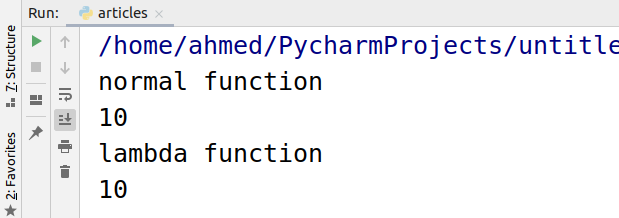 Run: articles
7: Structure
2: Favorites
/home/ahmed/PycharmProjects/untitle
normal function
10
lambda function
10